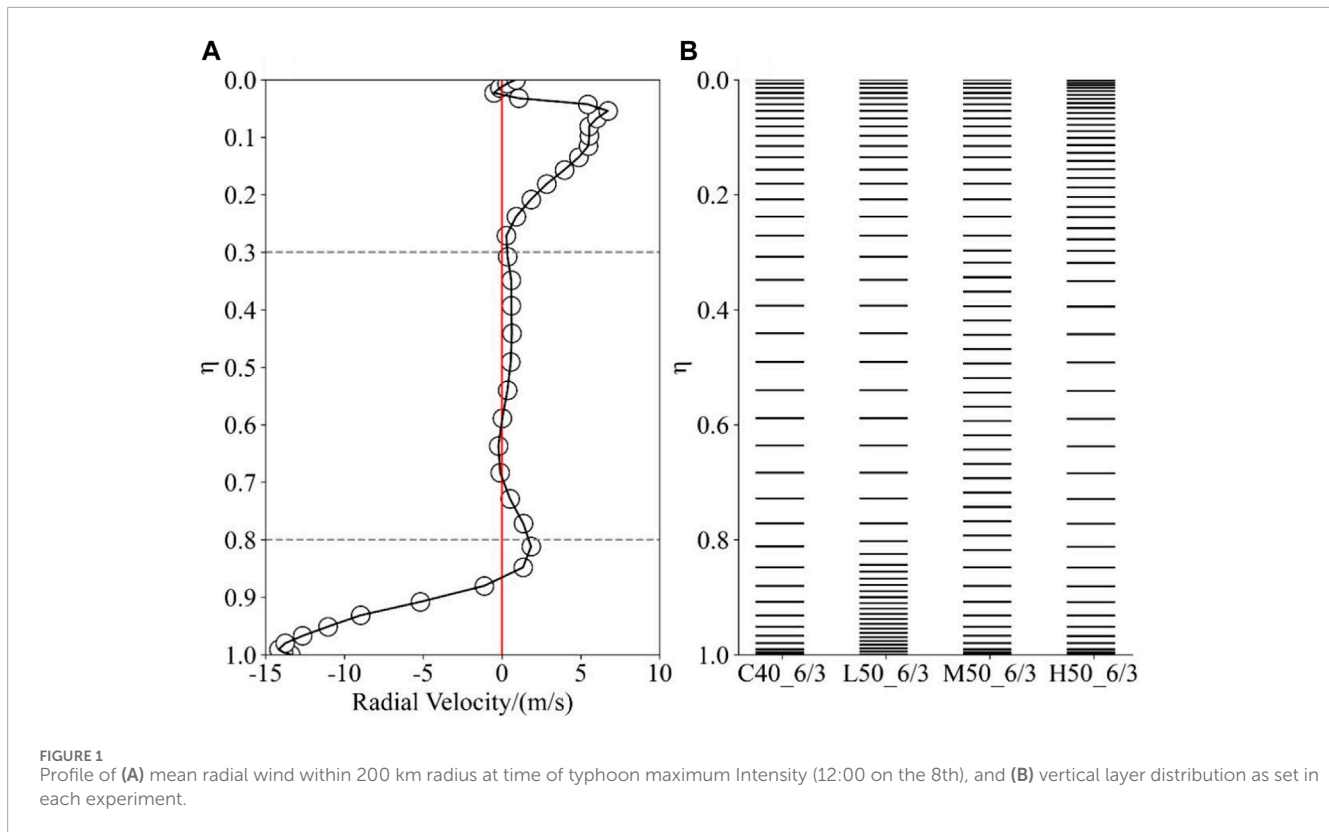 A
B
0.0
0.1
0.2
0.3
0.4
0.5
0.6
0.7
0.8
0.9
1.0
η
-15
-10
-5
0
5
10
Radial Velocity/(m/s)
0.0
0.2
0.4
0.6
0.8
1.0
η
C40_6/3
L50_6/3
M50_6/3
H50_6/3
FIGURE 1
Profile of (A) mean radial wind within 200 km radius at time of typhoon maximum Intensity (12:00 on the 8th), and (B) vertical layer distribution as set in
each experiment.